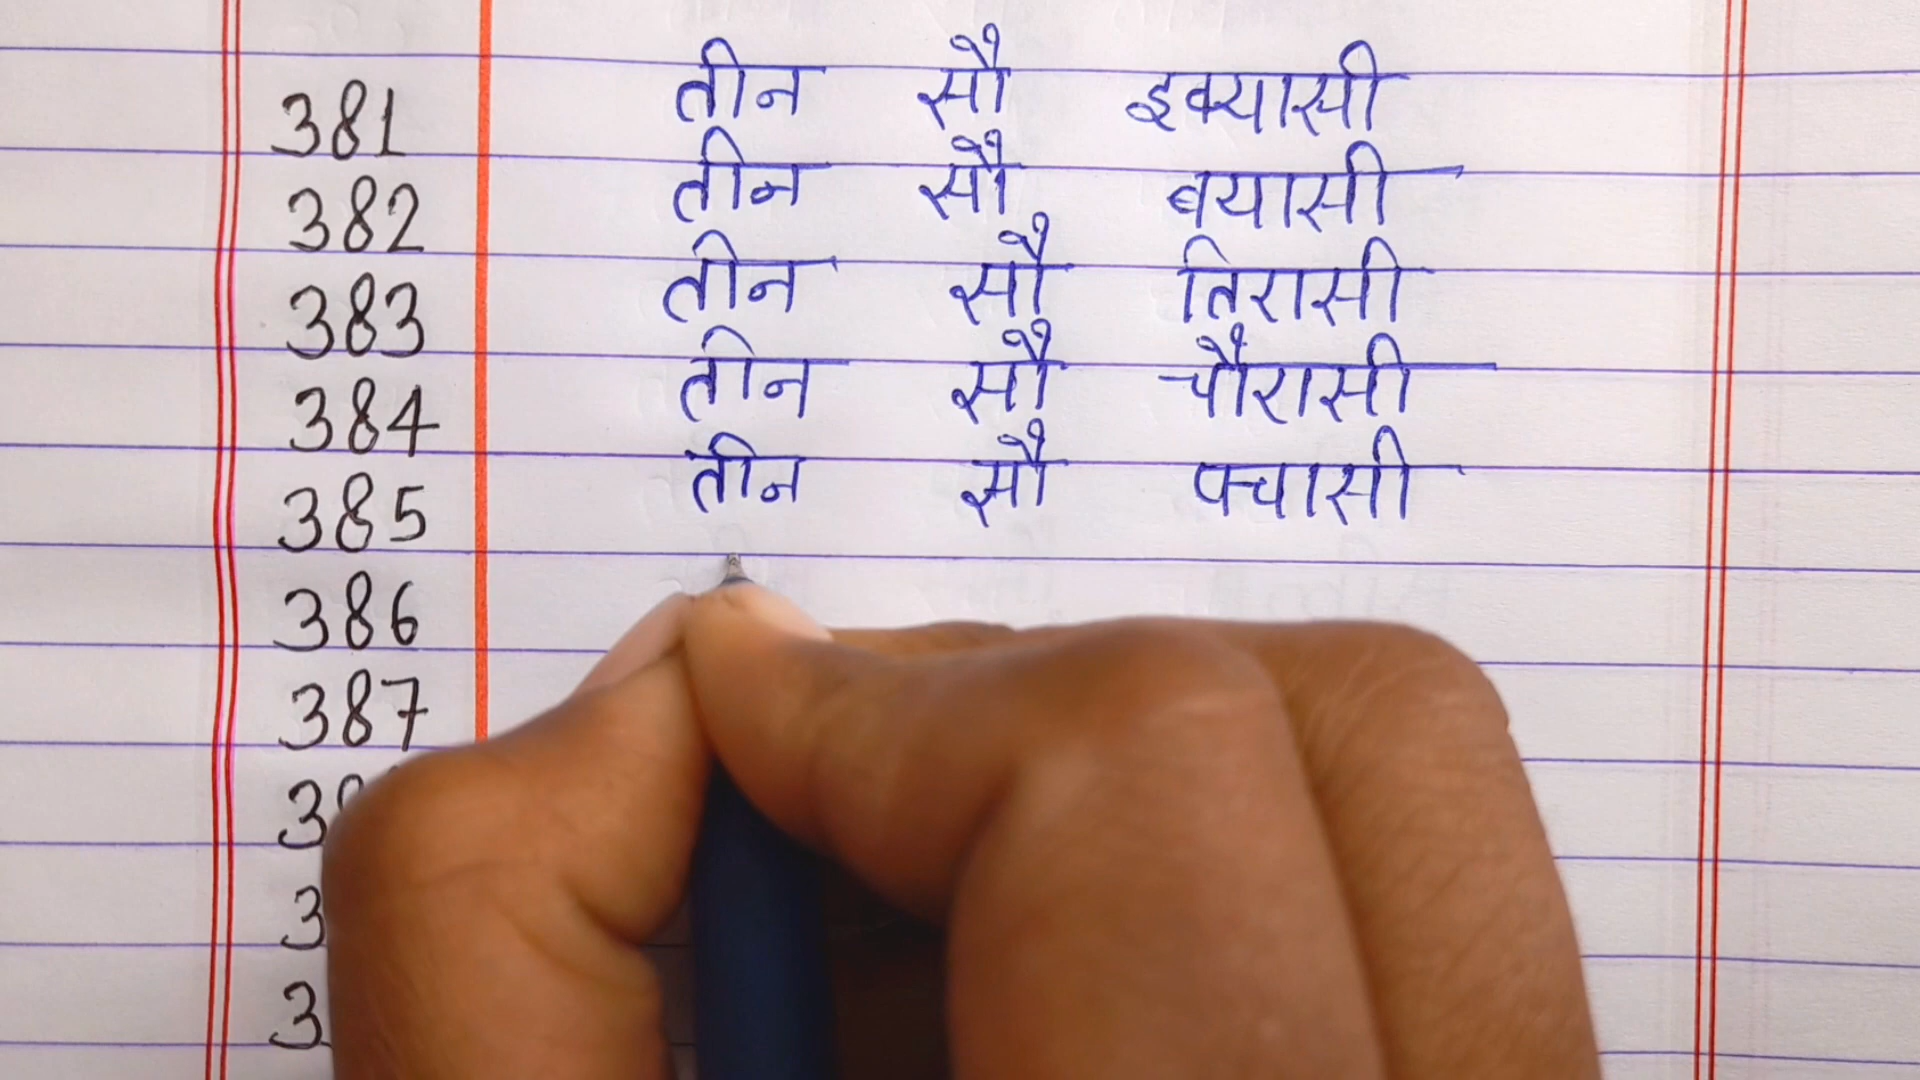 381 तीन सौ इक्यासी
382 तीन सौ बयासी
383 तीन सौ तिरासी
384 तीन सौ चौरासी
385 तीन सौ पचासी
386
387